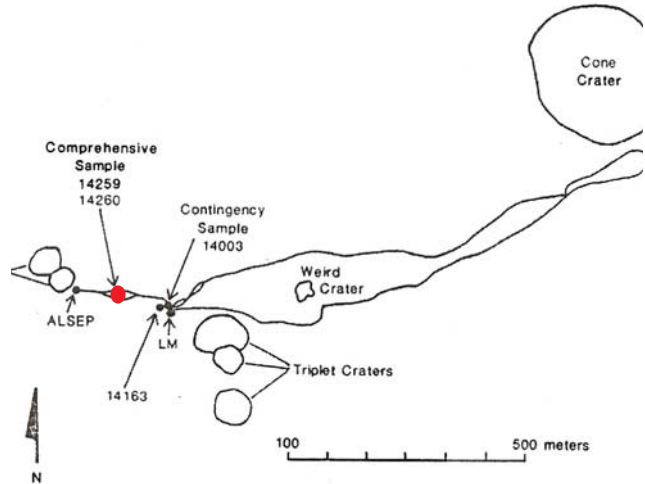 Cone
Crater
Comprehensive
Sample
14259
14260
Contingency
Sample
14003
Weird
Crater
ALSEP
LM
Triplet Craters
14163
100
500 meters
N